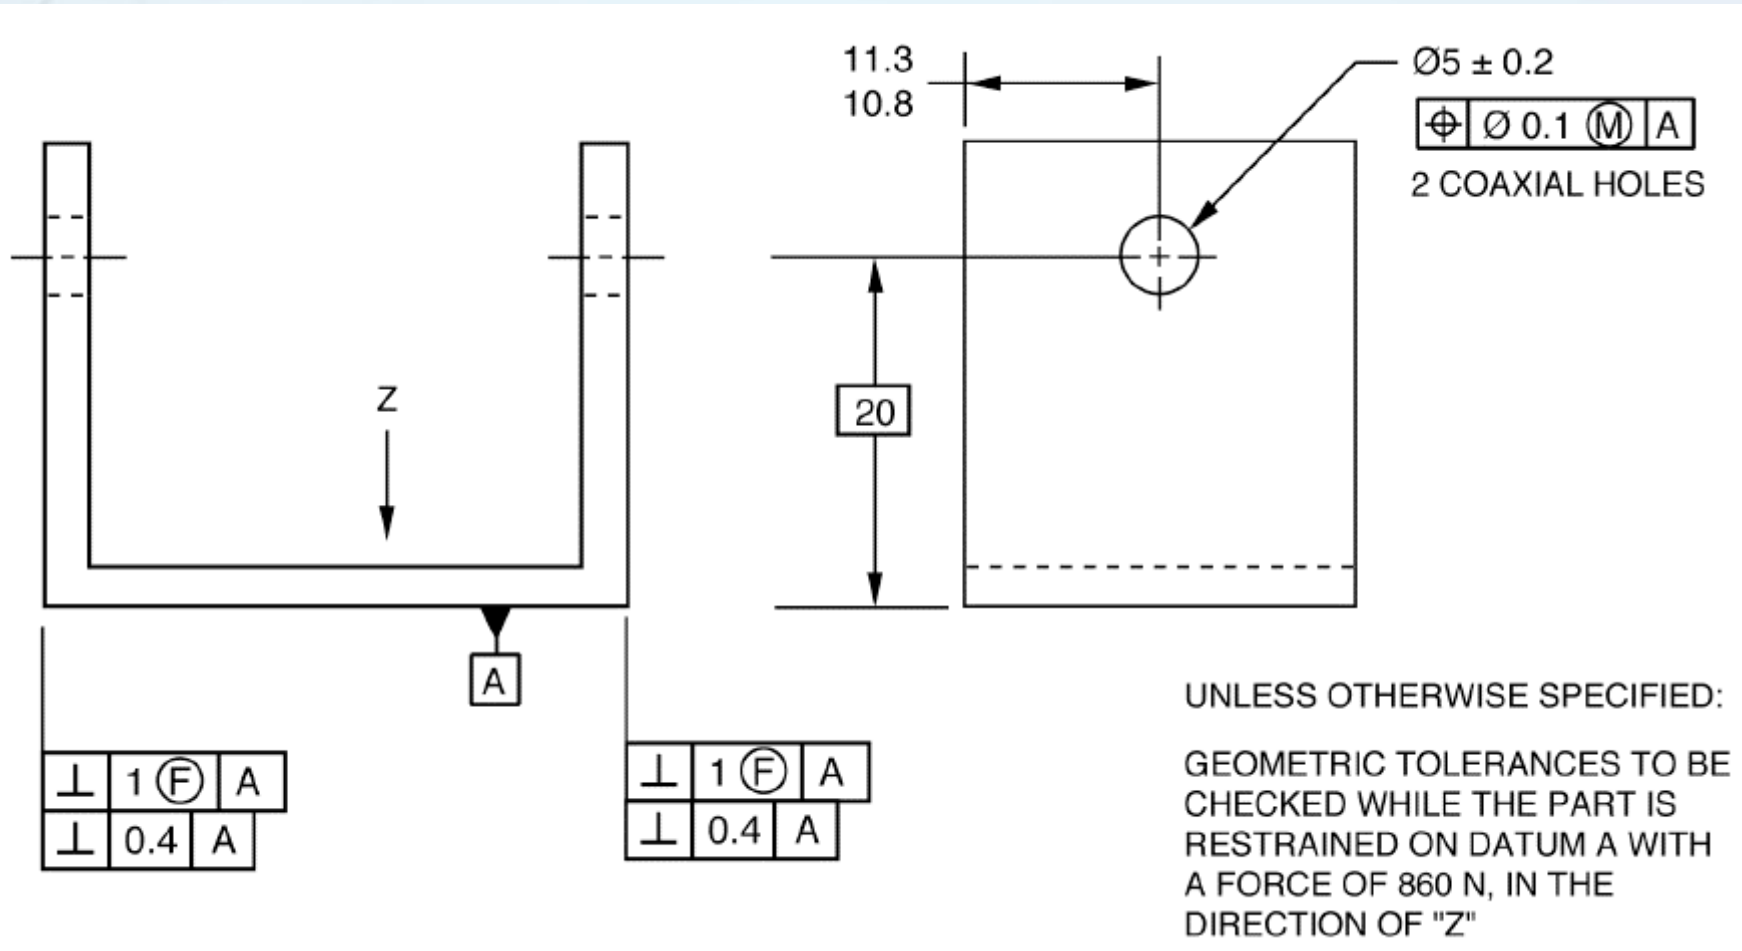 11.3
10.8
Ø5 ± 0.2
⌖ Ø 0.1 Ⓜ A
2 COAXIAL HOLES
Z
20
A
⊥ 1 Ⓕ A
⊥ 0.4 A
⊥ 1 Ⓕ A
⊥ 0.4 A
UNLESS OTHERWISE SPECIFIED:
GEOMETRIC TOLERANCES TO BE
CHECKED WHILE THE PART IS
RESTRAINED ON DATUM A WITH
A FORCE OF 860 N, IN THE
DIRECTION OF "Z"